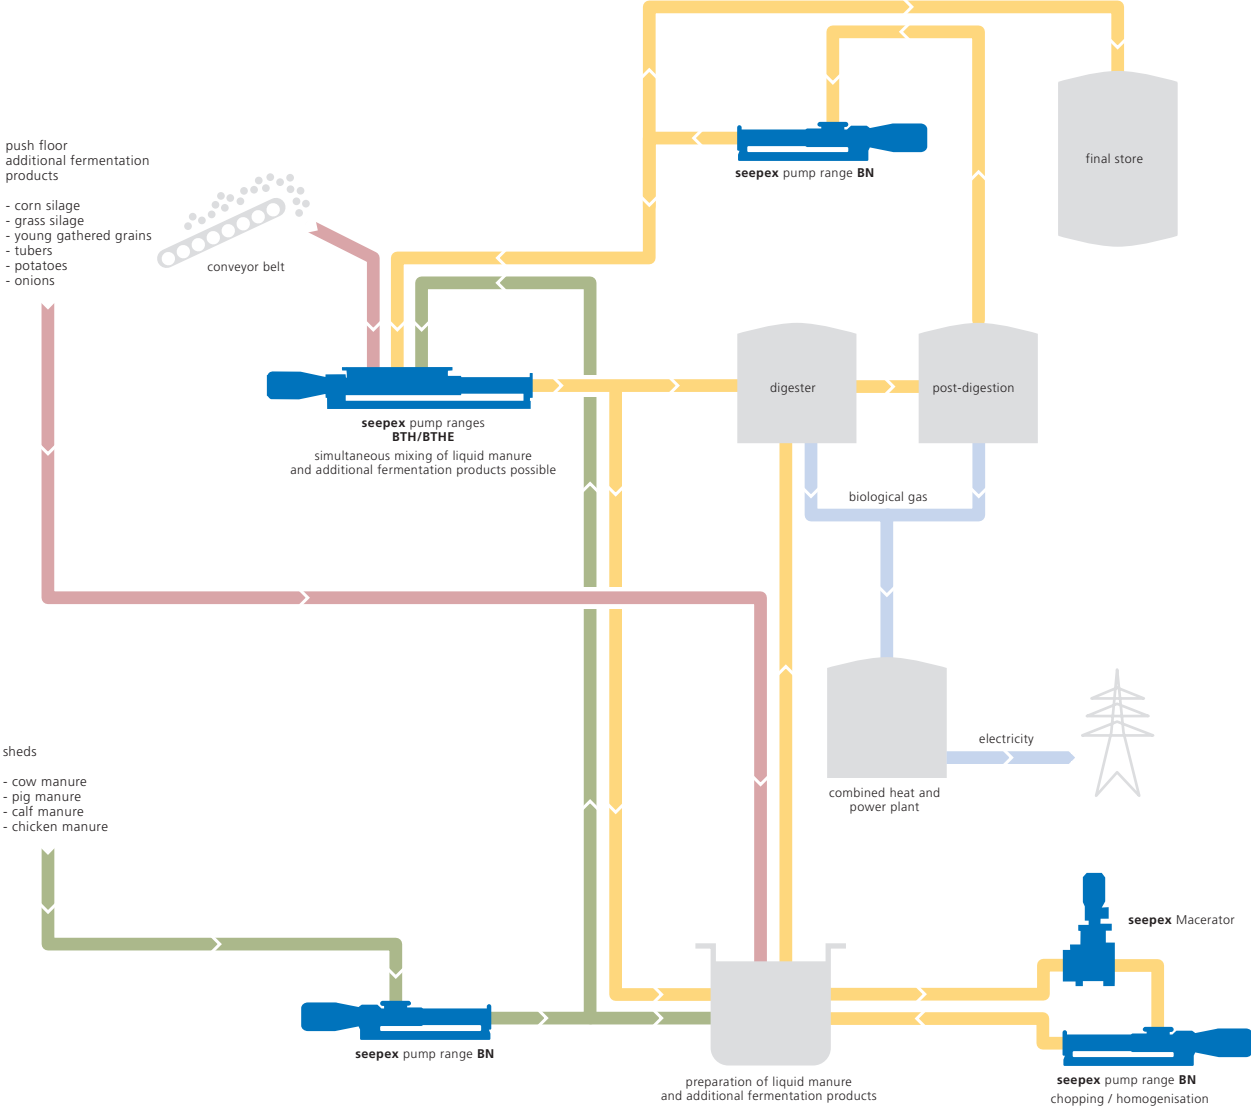 push floor
additional fermentation
products
- corn silage
- grass silage
- young gathered grains
- tubers
- potatoes
- onions
conveyor belt
seepex pump range BN
final store
seepex pump ranges
BTH/BTHE
simultaneous mixing of liquid manure
and additional fermentation products possible
digester
post-digestion
biological gas
electricity
combined heat and
power plant
sheds
- cow manure
- pig manure
- calf manure
- chicken manure
seepex pump range BN
preparation of liquid manure
and additional fermentation products
seepex Macerator
seepex pump range BN
chopping / homogenisation